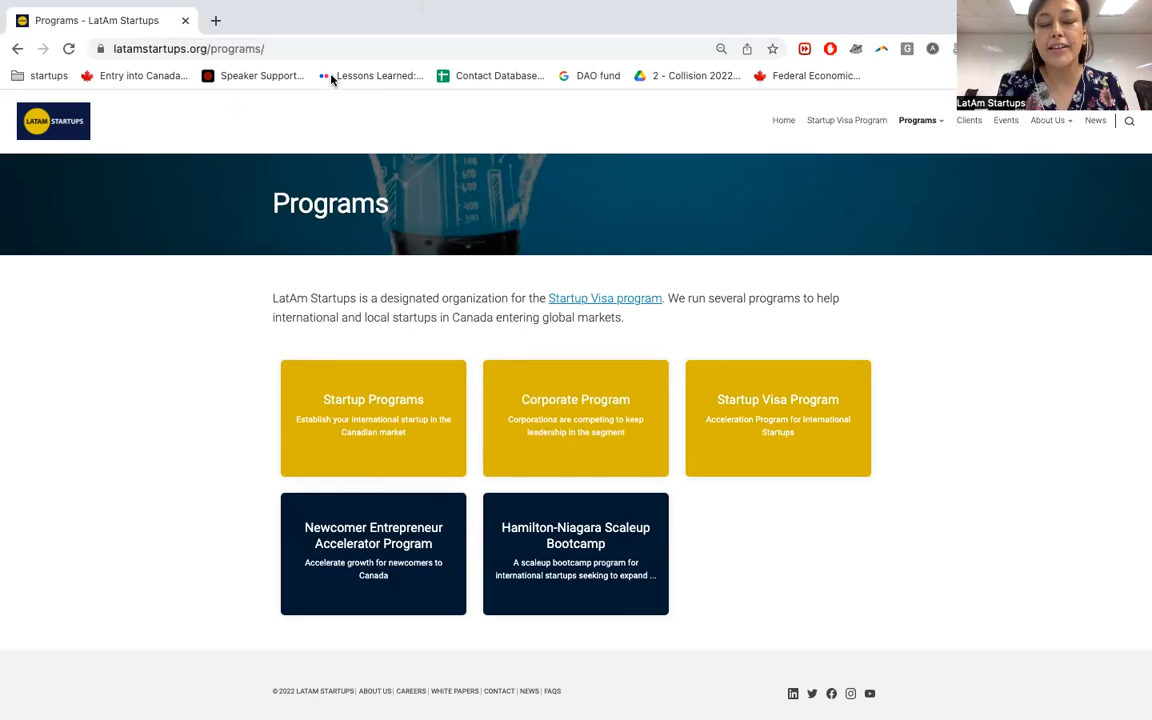 Programs - LatAm Startups
latamstartups.org/programs/
startups
Entry into Canada...
Speaker Support...
Lessons Learned:...
Contact Database...
DAO fund
2 - Collision 2022...
Federal Economic...
LatAm Startups
LATAM STARTUPS
Home
Startup Visa Program
Programs
Clients
Events
About Us
News
Programs
LatAm Startups is a designated organization for the Startup Visa program. We run several programs to help
international and local startups in Canada entering global markets.
Startup Programs
Establish your international startup in the
Canadian market
Corporate Program
Corporations are competing to keep
leadership in the segment
Startup Visa Program
Acceleration Program for International
Startups
Newcomer Entrepreneur
Accelerator Program
Accelerate growth for newcomers to
Canada
Hamilton-Niagara Scaleup
Bootcamp
A scaleup bootcamp program for
international startups seeking to expand ...
© 2022 LATAM STARTUPS| ABOUT US| CAREERS| WHITE PAPERS| CONTACT| NEWS| FAQS